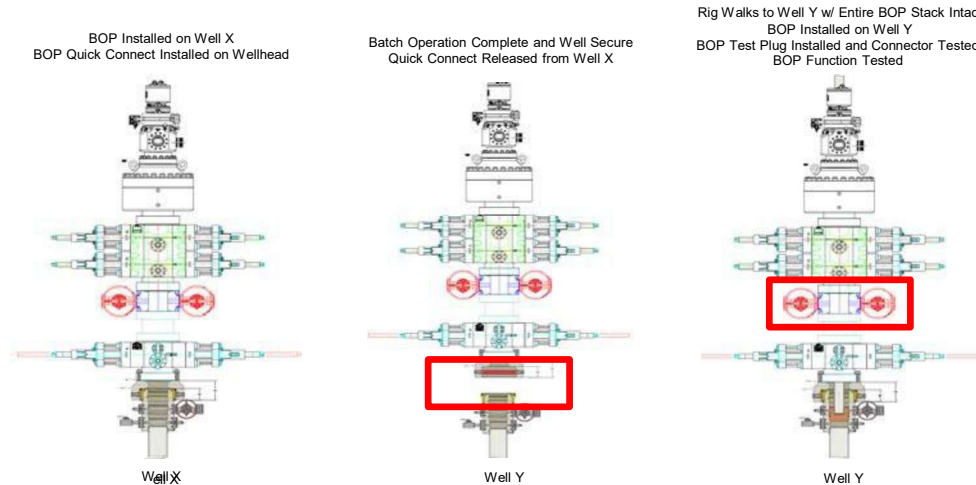 BOP Installed on Well X
BOP Quick Connect Installed on Wellhead
Batch Operation Complete and Well Secure
Quick Connect Released from Well X
Rig Walks to Well Y w/ Entire BOP Stack Intac
BOP Installed on Well Y
BOP Test Plug Installed and Connector Tested
BOP Function Tested
Well X
ell X
Well Y
Well Y